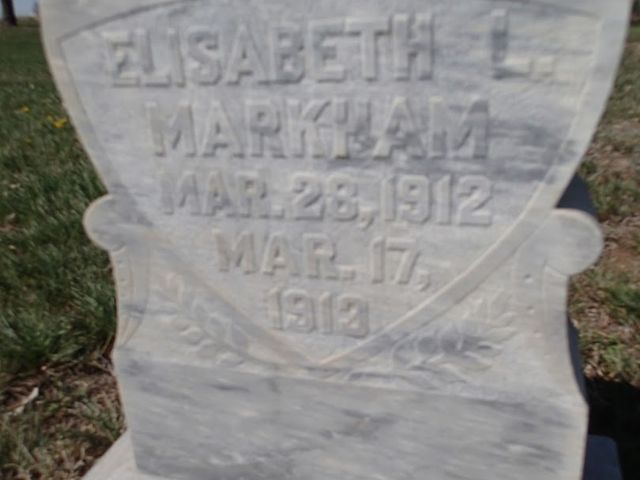 ELISABETH L.
MARKHAM
MAR. 28, 1912
MAR. 17,
1913